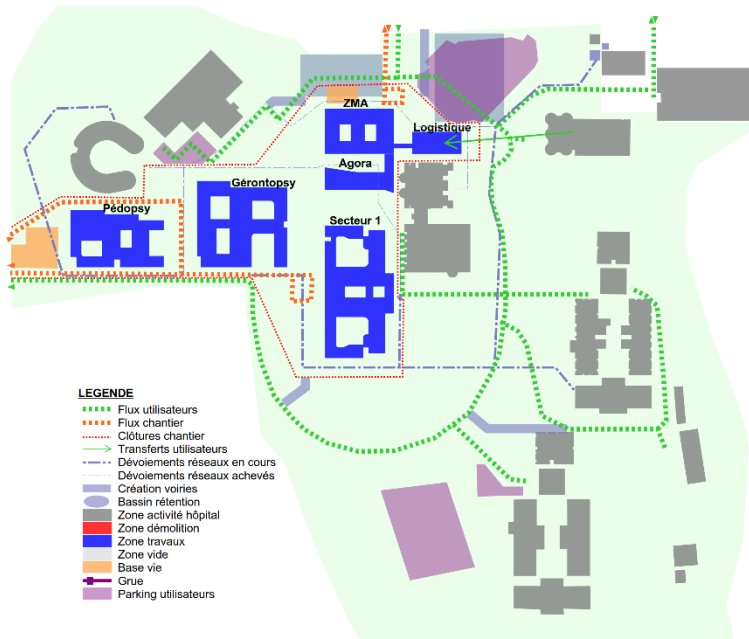 ZMA
Logistique
Agora
Gérontopsy
Pédopsy
Secteur 1
LEGENDE
Flux utilisateurs
Flux chantier
Clôtures chantier
Transferts utilisateurs
Dévoiements réseaux en cours
Dévoiements réseaux achevés
Création voiries
Bassin rétention
Zone activité hôpital
Zone démolition
Zone travaux
Zone vide
Base vie
Grue
Parking utilisateurs